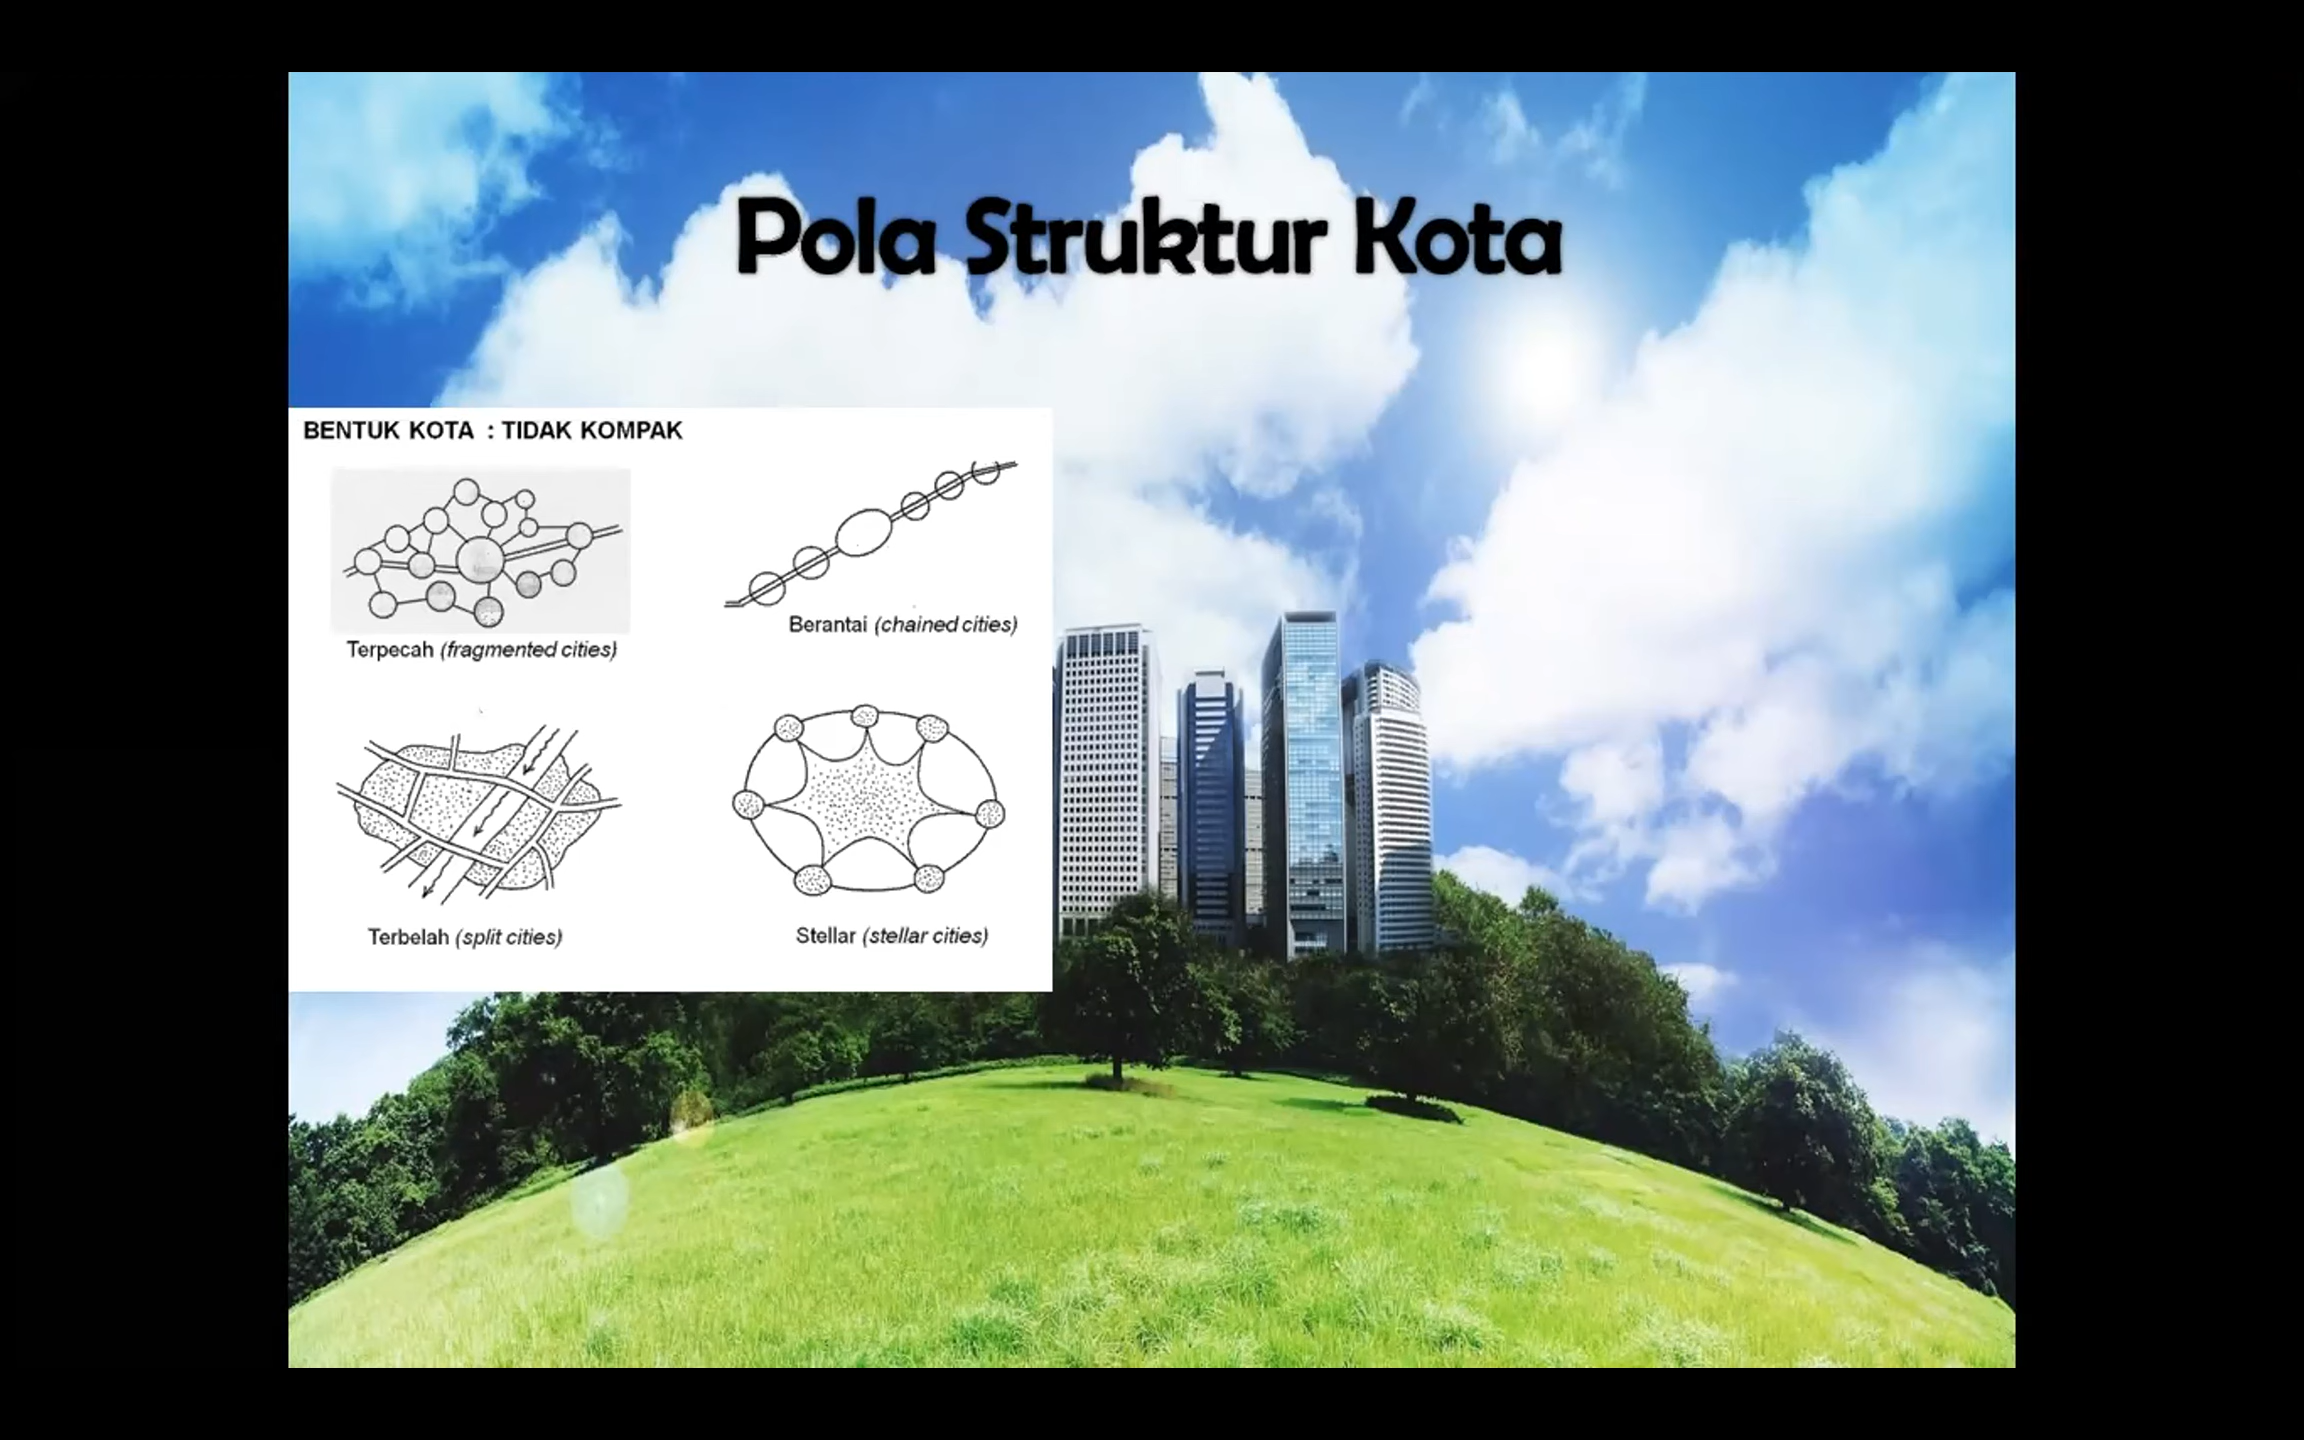 Pola Struktur Kota
BENTUK KOTA : TIDAK KOMPAK
Terpecah (fragmented cities)
Berantai (chained cities)
Terbelah (split cities)
Stellar (stellar cities)